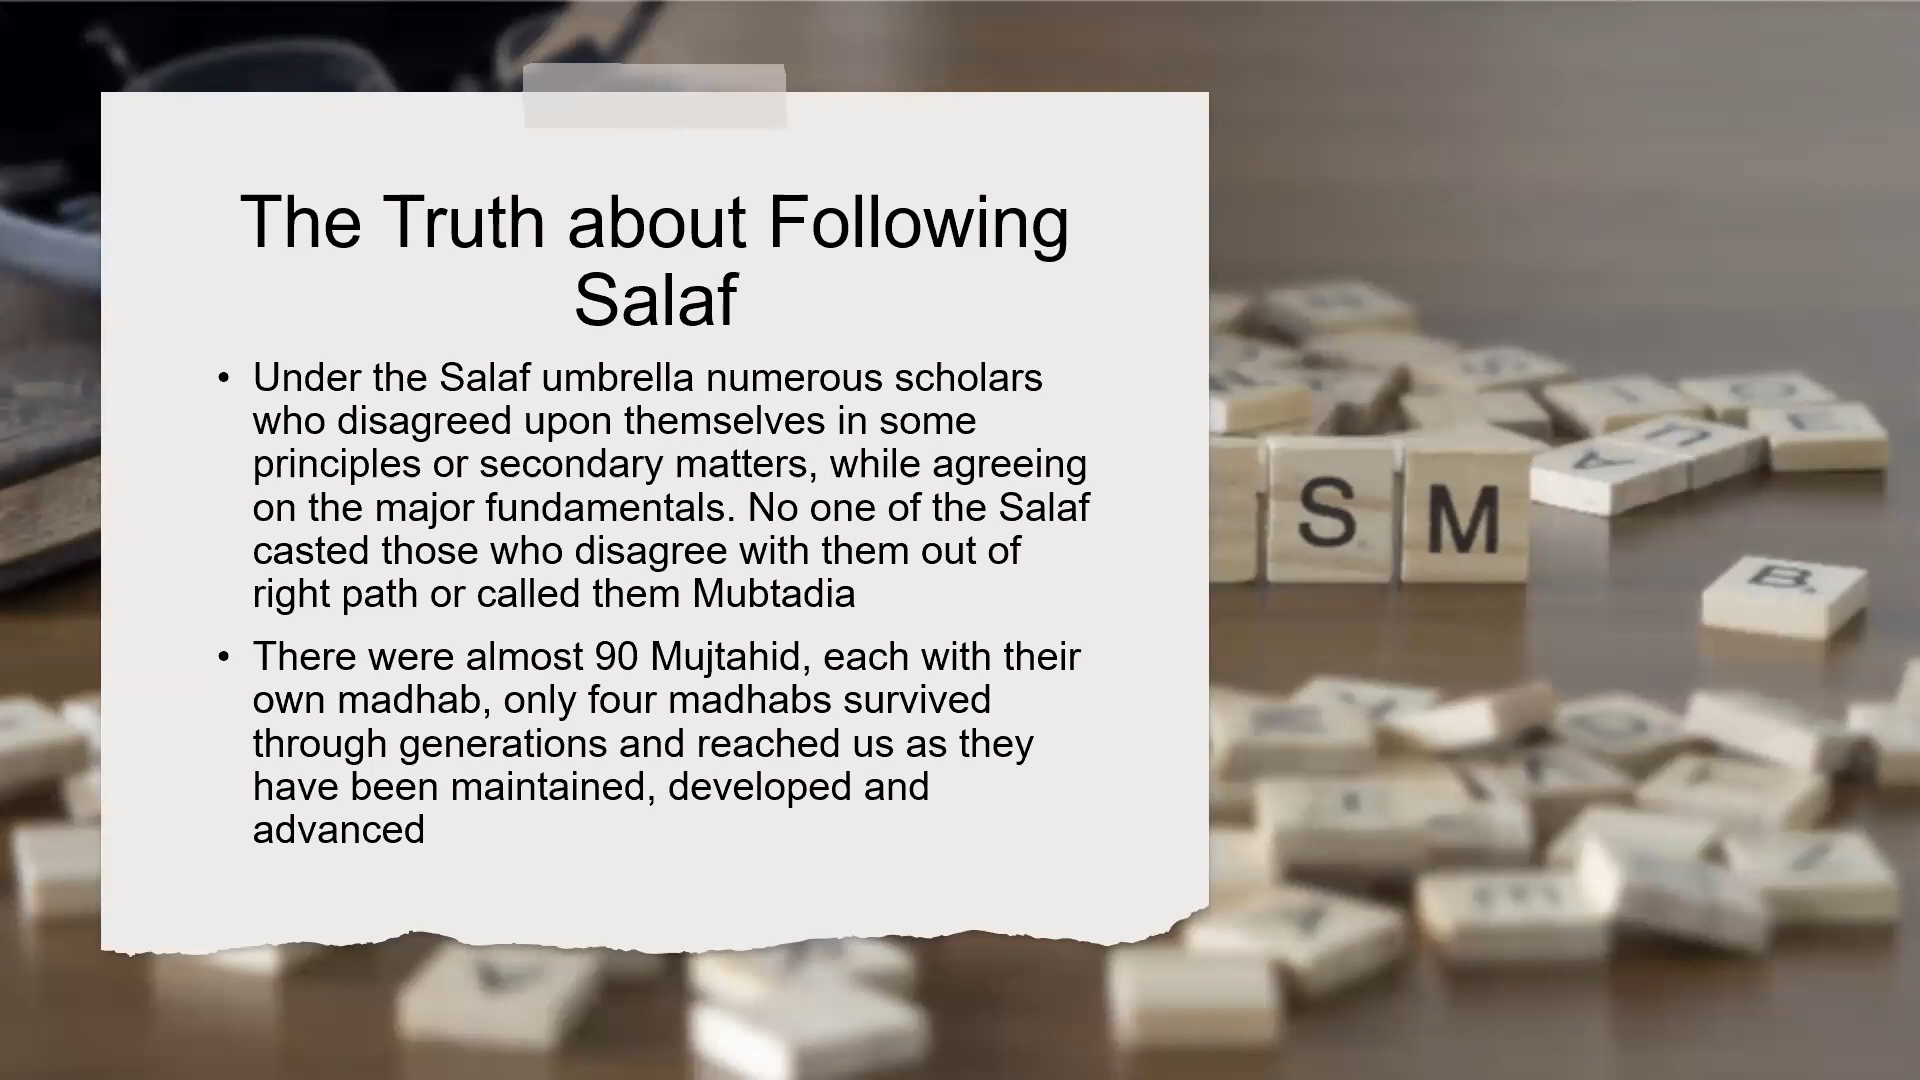 The Truth about Following
Salaf
• Under the Salaf umbrella numerous scholars
who disagreed upon themselves in some
principles or secondary matters, while agreeing
on the major fundamentals. No one of the Salaf
casted those who disagree with them out of
right path or called them Mubtadia
• There were almost 90 Mujtahid, each with their
own madhab, only four madhabs survived
through generations and reached us as they
have been maintained, developed and
advanced
S M
B